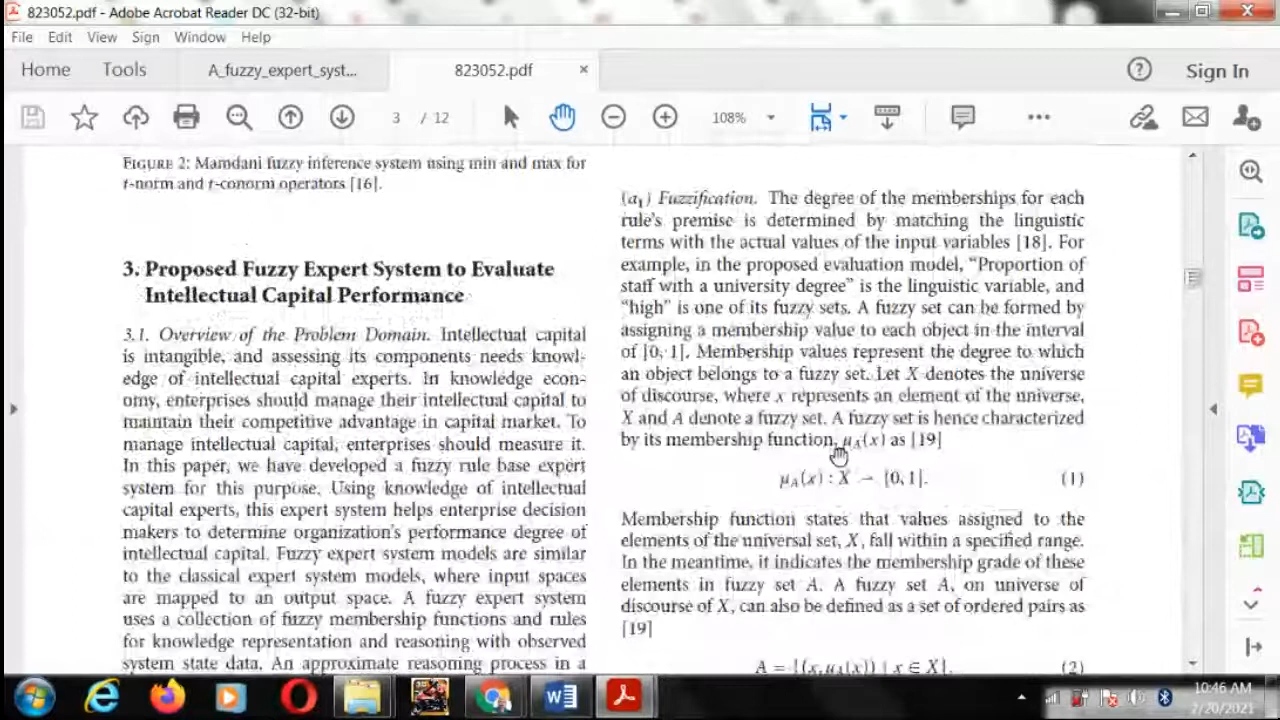 823052.pdf - Adobe Acrobat Reader DC (32-bit)
File Edit View Sign Window Help
Home Tools A_fuzzy_expert_syst... 823052.pdf × ? Sign In
3 / 12 108%
FIGURE 2: Mamdani fuzzy inference system using min and max for
t-norm and t-conorm operators [16].
3. Proposed Fuzzy Expert System to Evaluate
Intellectual Capital Performance
3.1. Overview of the Problem Domain. Intellectual capital
is intangible, and assessing its components needs knowl-
edge of intellectual capital experts. In knowledge econ-
omy, enterprises should manage their intellectual capital to
maintain their competitive advantage in capital market. To
manage intellectual capital, enterprises should measure it.
In this paper, we have developed a fuzzy rule base expert
system for this purpose. Using knowledge of intellectual
capital experts, this expert system helps enterprise decision
makers to determine organization's performance degree of
intellectual capital. Fuzzy expert system models are similar
to the classical expert system models, where input spaces
are mapped to an output space. A fuzzy expert system
uses a collection of fuzzy membership functions and rules
for knowledge representation and reasoning with observed
system state data. An approximate reasoning process in a
(a₁) Fuzzification. The degree of the memberships for each
rule's premise is determined by matching the linguistic
terms with the actual values of the input variables [18]. For
example, in the proposed evaluation model, “Proportion of
staff with a university degree” is the linguistic variable, and
“high” is one of its fuzzy sets. A fuzzy set can be formed by
assigning a membership value to each object in the interval
of [0, 1]. Membership values represent the degree to which
an object belongs to a fuzzy set. Let X denotes the universe
of discourse, where x represents an element of the universe,
X and A denote a fuzzy set. A fuzzy set is hence characterized
by its membership function, μA(x) as [19]
μA(x) : X → [0, 1]. (1)
Membership function states that values assigned to the
elements of the universal set, X, fall within a specified range.
In the meantime, it indicates the membership grade of these
elements in fuzzy set A. A fuzzy set A, on universe of
discourse of X, can also be defined as a set of ordered pairs as
[19]
A = {(x, μA(x)) | x ∈ X}. (2)
10:46 AM
2/20/2021